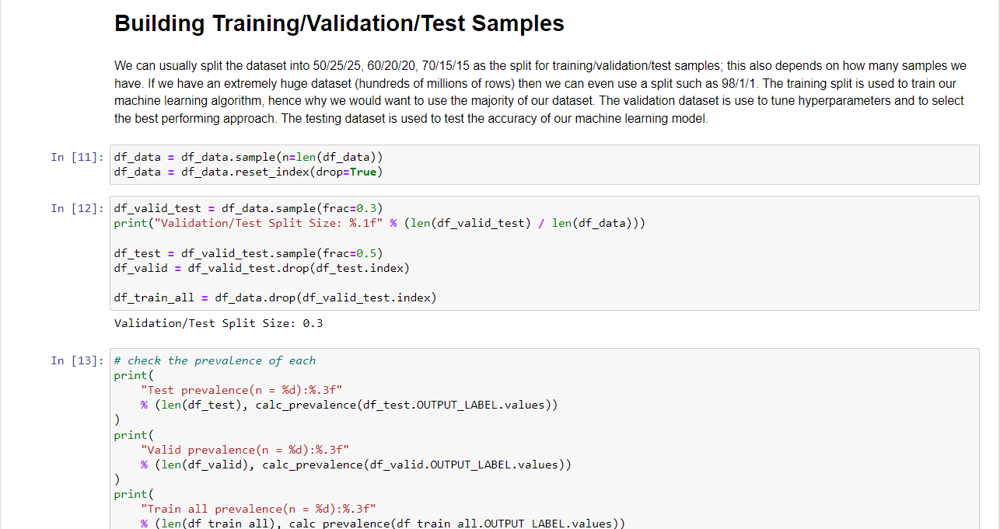 Building Training/Validation/Test Samples
We can usually split the dataset into 50/25/25, 60/20/20, 70/15/15 as the split for training/validation/test samples; this also depends on how many samples we
have. If we have an extremely huge dataset (hundreds of millions of rows) then we can even use a split such as 98/1/1. The training split is used to train our
machine learning algorithm, hence why we would want to use the majority of our dataset. The validation dataset is use to tune hyperparameters and to select
the best performing approach. The testing dataset is used to test the accuracy of our machine learning model.
In [11]: df_data = df_data.sample(n=len(df_data))
df_data = df_data.reset_index(drop=True)
In [12]: df_valid_test = df_data.sample(frac=0.3)
print("Validation/Test Split Size: %.1f" % (len(df_valid_test) / len(df_data)))
df_test = df_valid_test.sample(frac=0.5)
df_valid = df_valid_test.drop(df_test.index)
df_train_all = df_data.drop(df_valid_test.index)
Validation/Test Split Size: 0.3
In [13]: # check the prevalence of each
print(
    "Test prevalence(n = %d):%.3f"
    % (len(df_test), calc_prevalence(df_test.OUTPUT_LABEL.values))
)
print(
    "Valid prevalence(n = %d):%.3f"
    % (len(df_valid), calc_prevalence(df_valid.OUTPUT_LABEL.values))
)
print(
    "Train all prevalence(n = %d):%.3f"
    % (len(df_train_all), calc_prevalence(df_train_all.OUTPUT_LABEL.values))